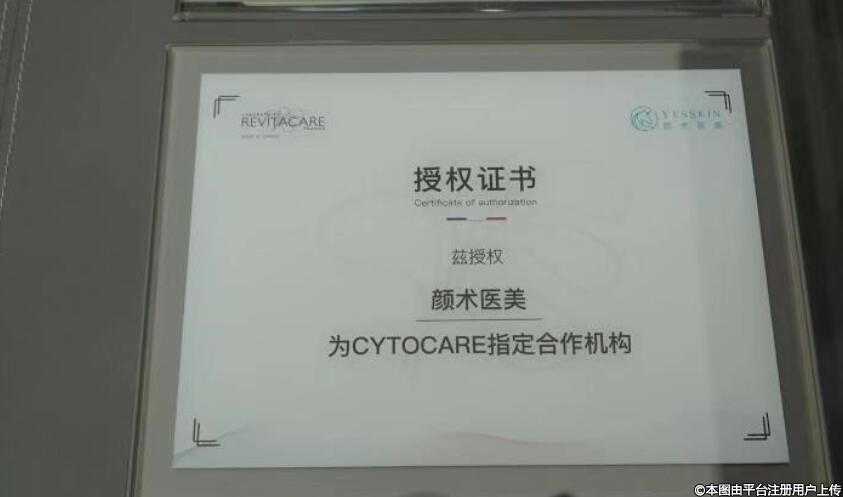 REVITACARE
YESSKIN
颜术医美
授权证书
Certificate of authorization
兹授权
颜术医美
为CYTOCARE指定合作机构
©本图由平台注册用户上传